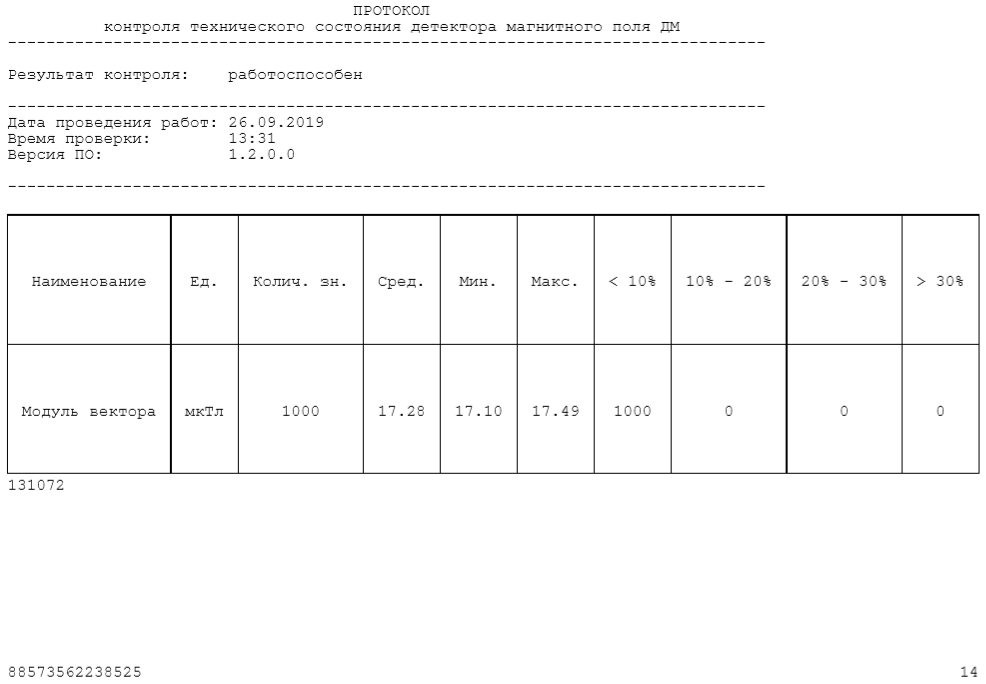 ПРОТОКОЛ
контроля технического состояния детектора магнитного поля ДМ
-------------------------------------------------------------------------------
Результат контроля: работоспособен
-------------------------------------------------------------------------------
Дата проведения работ: 26.09.2019
Время проверки: 13:31
Версия ПО: 1.2.0.0
-------------------------------------------------------------------------------
Наименование Ед. Колич. зн. Сред. Мин. Макс. < 10% 10% - 20% 20% - 30% > 30%
Модуль вектора мкТл 1000 17.28 17.10 17.49 1000 0 0 0
131072
88573562238525 14